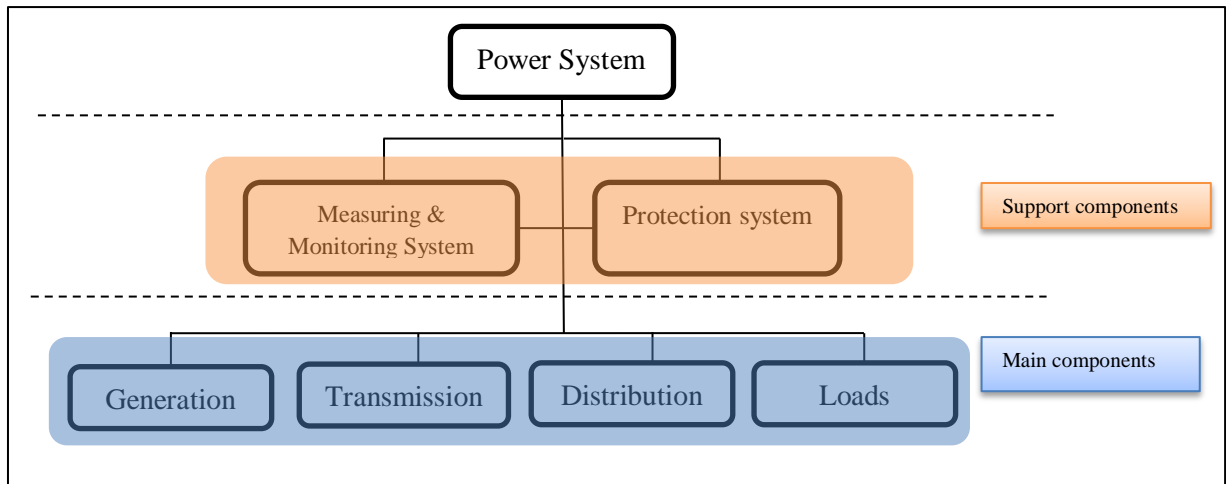 Power System
Measuring &
Monitoring System
Protection system
Support components
Generation
Transmission
Distribution
Loads
Main components